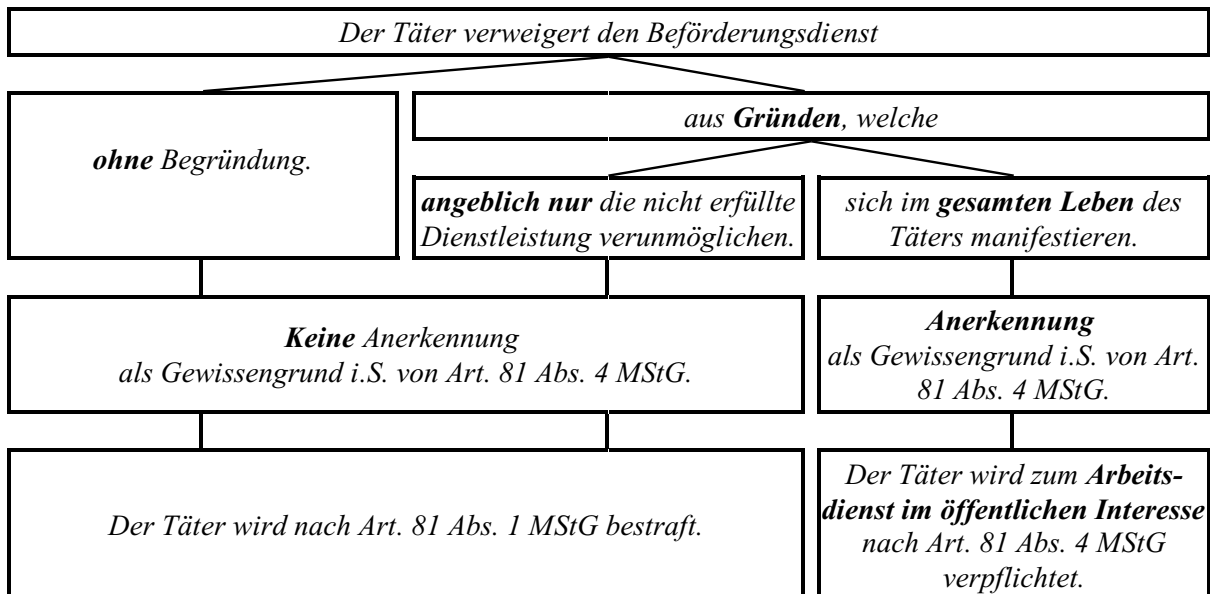 Der Täter verweigert den Beförderungsdienst
ohne Begründung.
aus Gründen, welche
angeblich nur die nicht erfüllte
Dienstleistung verunmöglichen.
sich im gesamten Leben des
Täters manifestieren.
Keine Anerkennung
als Gewissengrund i.S. von Art. 81 Abs. 4 MStG.
Anerkennung
als Gewissengrund i.S. von Art.
81 Abs. 4 MStG.
Der Täter wird nach Art. 81 Abs. 1 MStG bestraft.
Der Täter wird zum Arbeits-
dienst im öffentlichen Interesse
nach Art. 81 Abs. 4 MStG
verpflichtet.